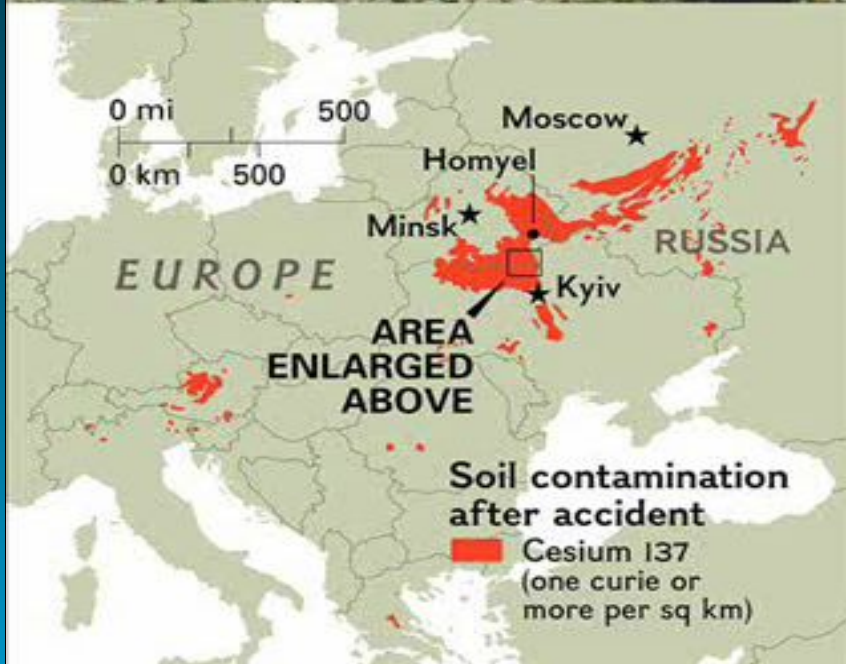 0 mi 500
0 km 500
Moscow
Homyel
Minsk
RUSSIA
EUROPE
Kyiv
AREA
ENLARGED
ABOVE
Soil contamination
after accident
Cesium 137
(one curie or
more per sq km)